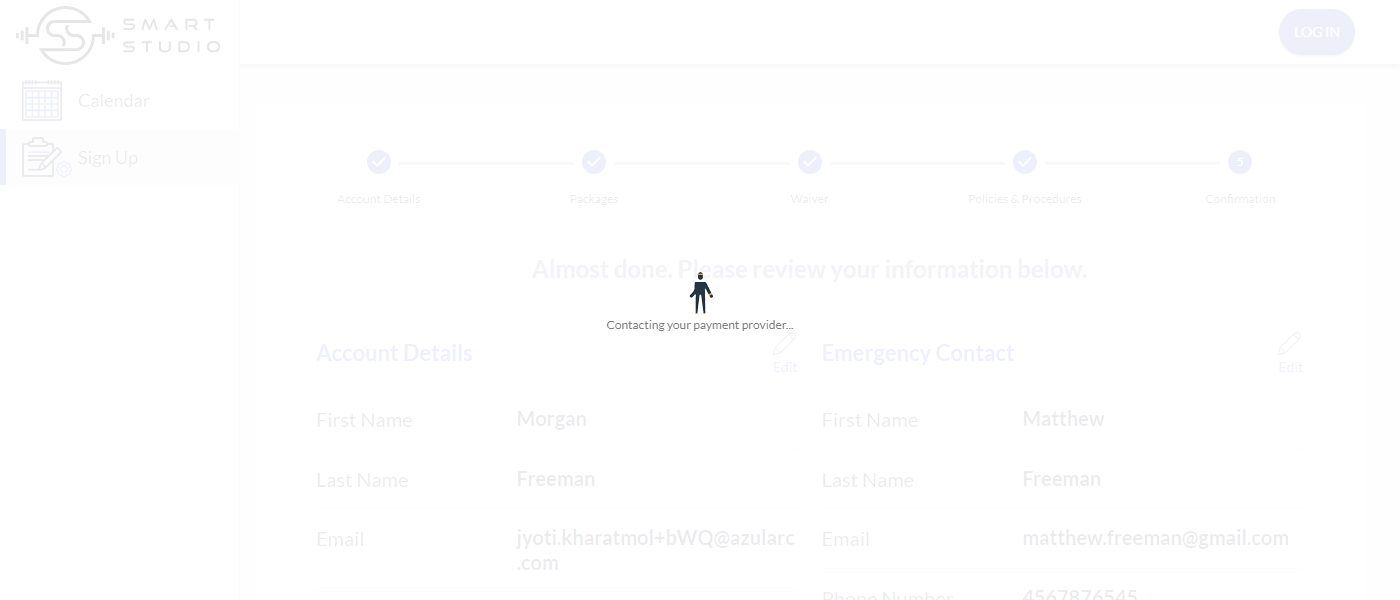 SMART
STUDIO
LOG IN
Calendar
Sign Up
5
Account Details
Packages
Waiver
Policies & Procedures
Confirmation
Almost done. Please review your information below.
Contacting your payment provider...
Account Details
Edit
Emergency Contact
Edit
First Name
Morgan
First Name
Matthew
Last Name
Freeman
Last Name
Freeman
Email
jyoti.kharatmol+bWQ@azularc
.com
Email
matthew.freeman@gmail.com
Phone Number
4567876545